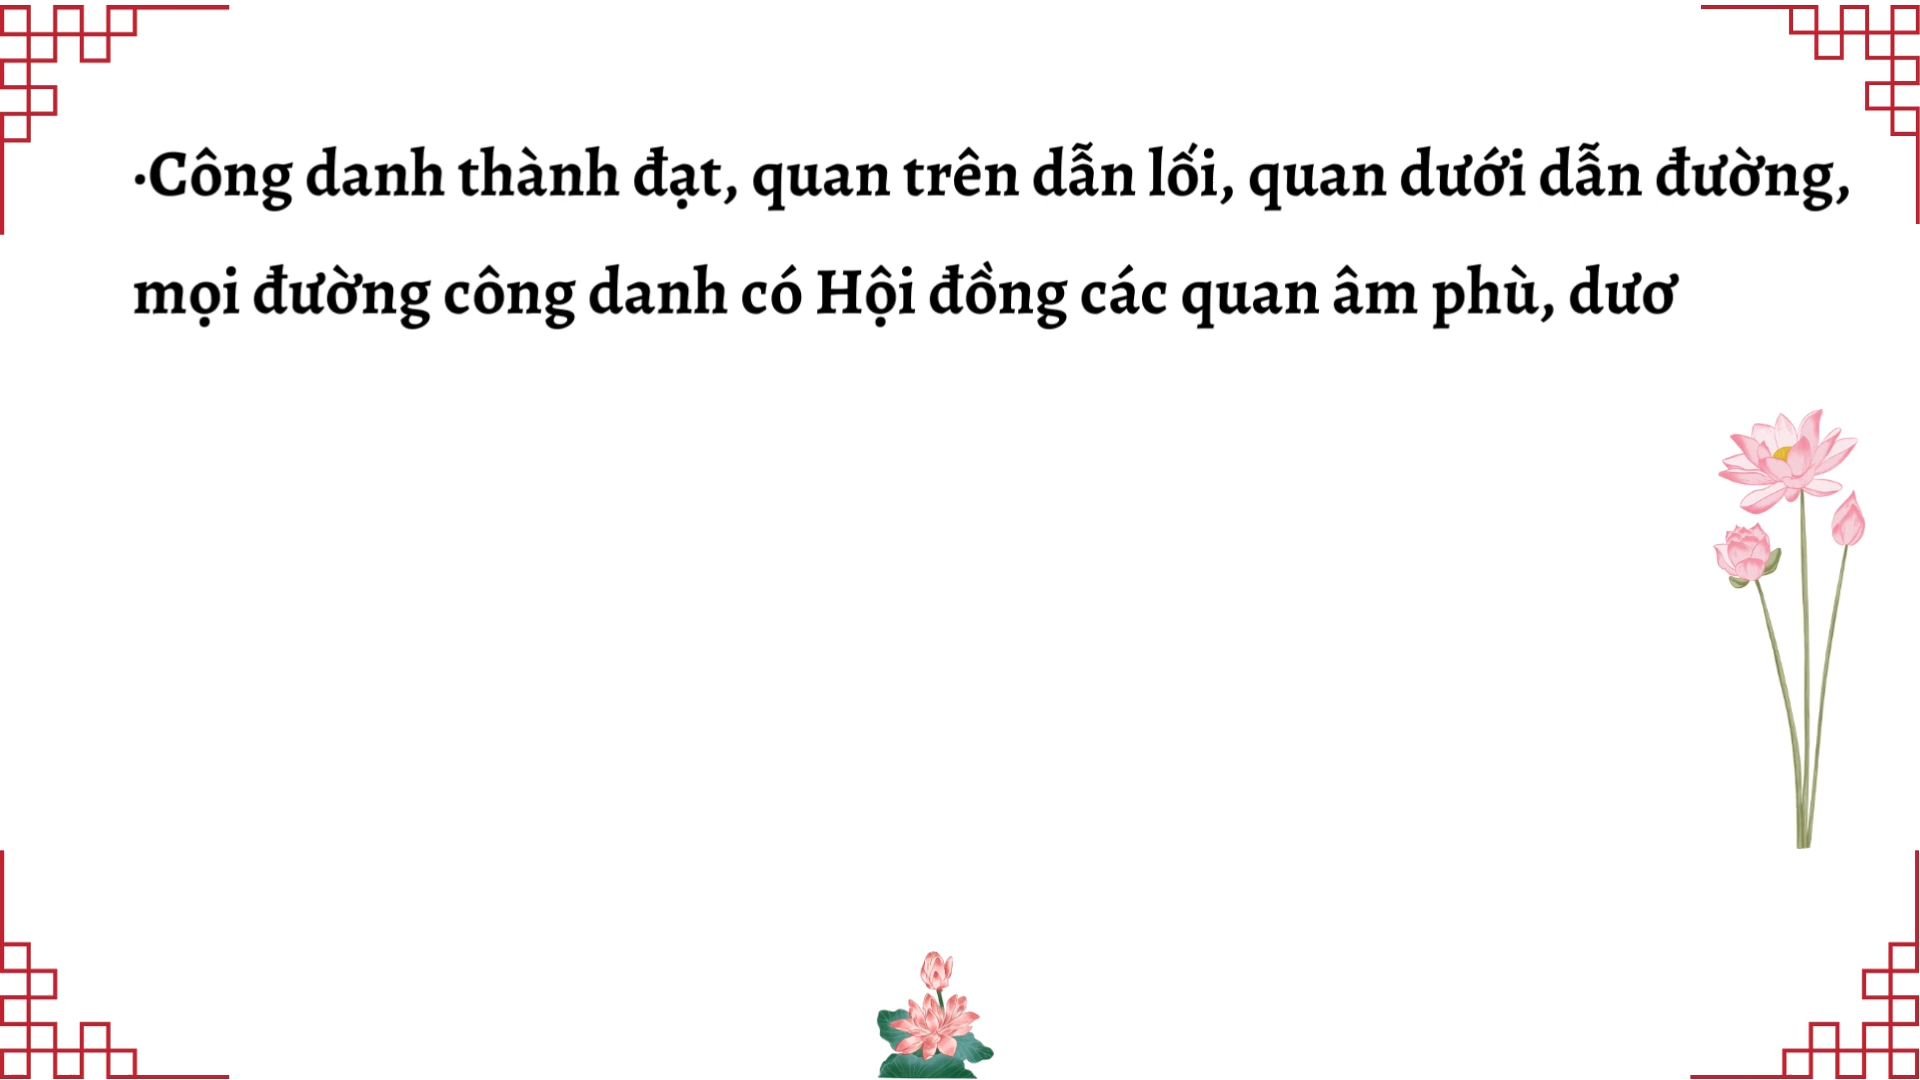 ·Công danh thành đạt, quan trên dẫn lối, quan dưới dẫn đường,
mọi đường công danh có Hội đồng các quan âm phù, dươ